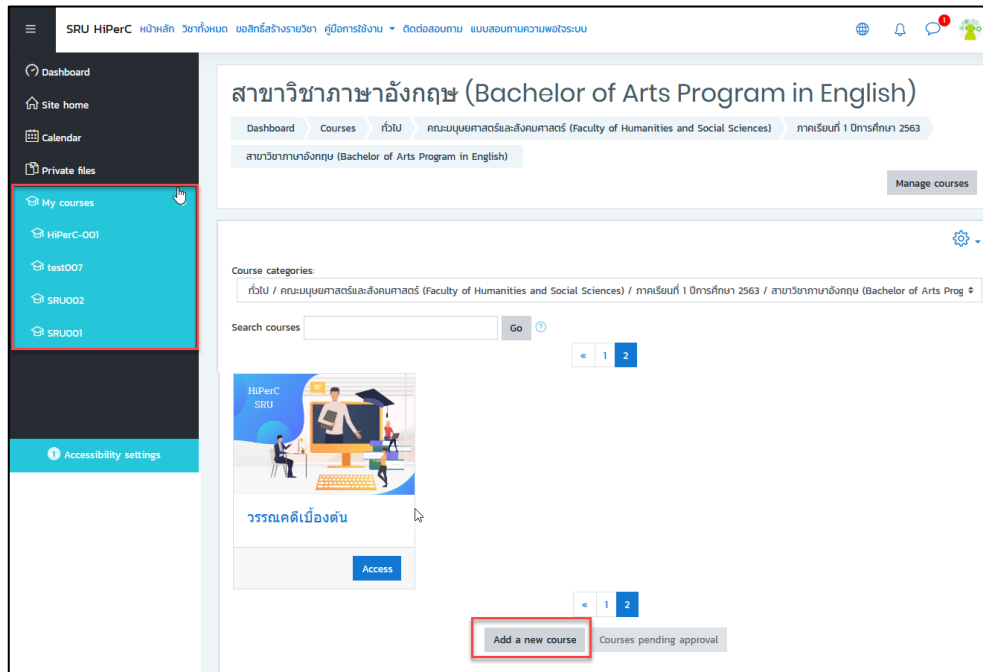 SRU HiPerC หน้าหลัก วิชาทั้งหมด ขอสิทธิ์สร้างรายวิชา คู่มือการใช้งาน ติดต่อสอบถาม แบบสอบถามความพอใจระบบ
1
Dashboard
Site home
Calendar
Private files
My courses
HiPerC-001
test007
SRU002
SRU001
Accessibility settings
สาขาวิชาภาษาอังกฤษ (Bachelor of Arts Program in English)
Dashboard Courses ทั่วไป คณะมนุษยศาสตร์และสังคมศาสตร์ (Faculty of Humanities and Social Sciences) ภาคเรียนที่ 1 ปีการศึกษา 2563
สาขาวิชาภาษาอังกฤษ (Bachelor of Arts Program in English)
Manage courses
Course categories:
ทั่วไป / คณะมนุษยศาสตร์และสังคมศาสตร์ (Faculty of Humanities and Social Sciences) / ภาคเรียนที่ 1 ปีการศึกษา 2563 / สาขาวิชาภาษาอังกฤษ (Bachelor of Arts Prog
Search courses Go
« 1 2
HiPerC
SRU
วรรณคดีเบื้องต้น
Access
« 1 2
Add a new course Courses pending approval